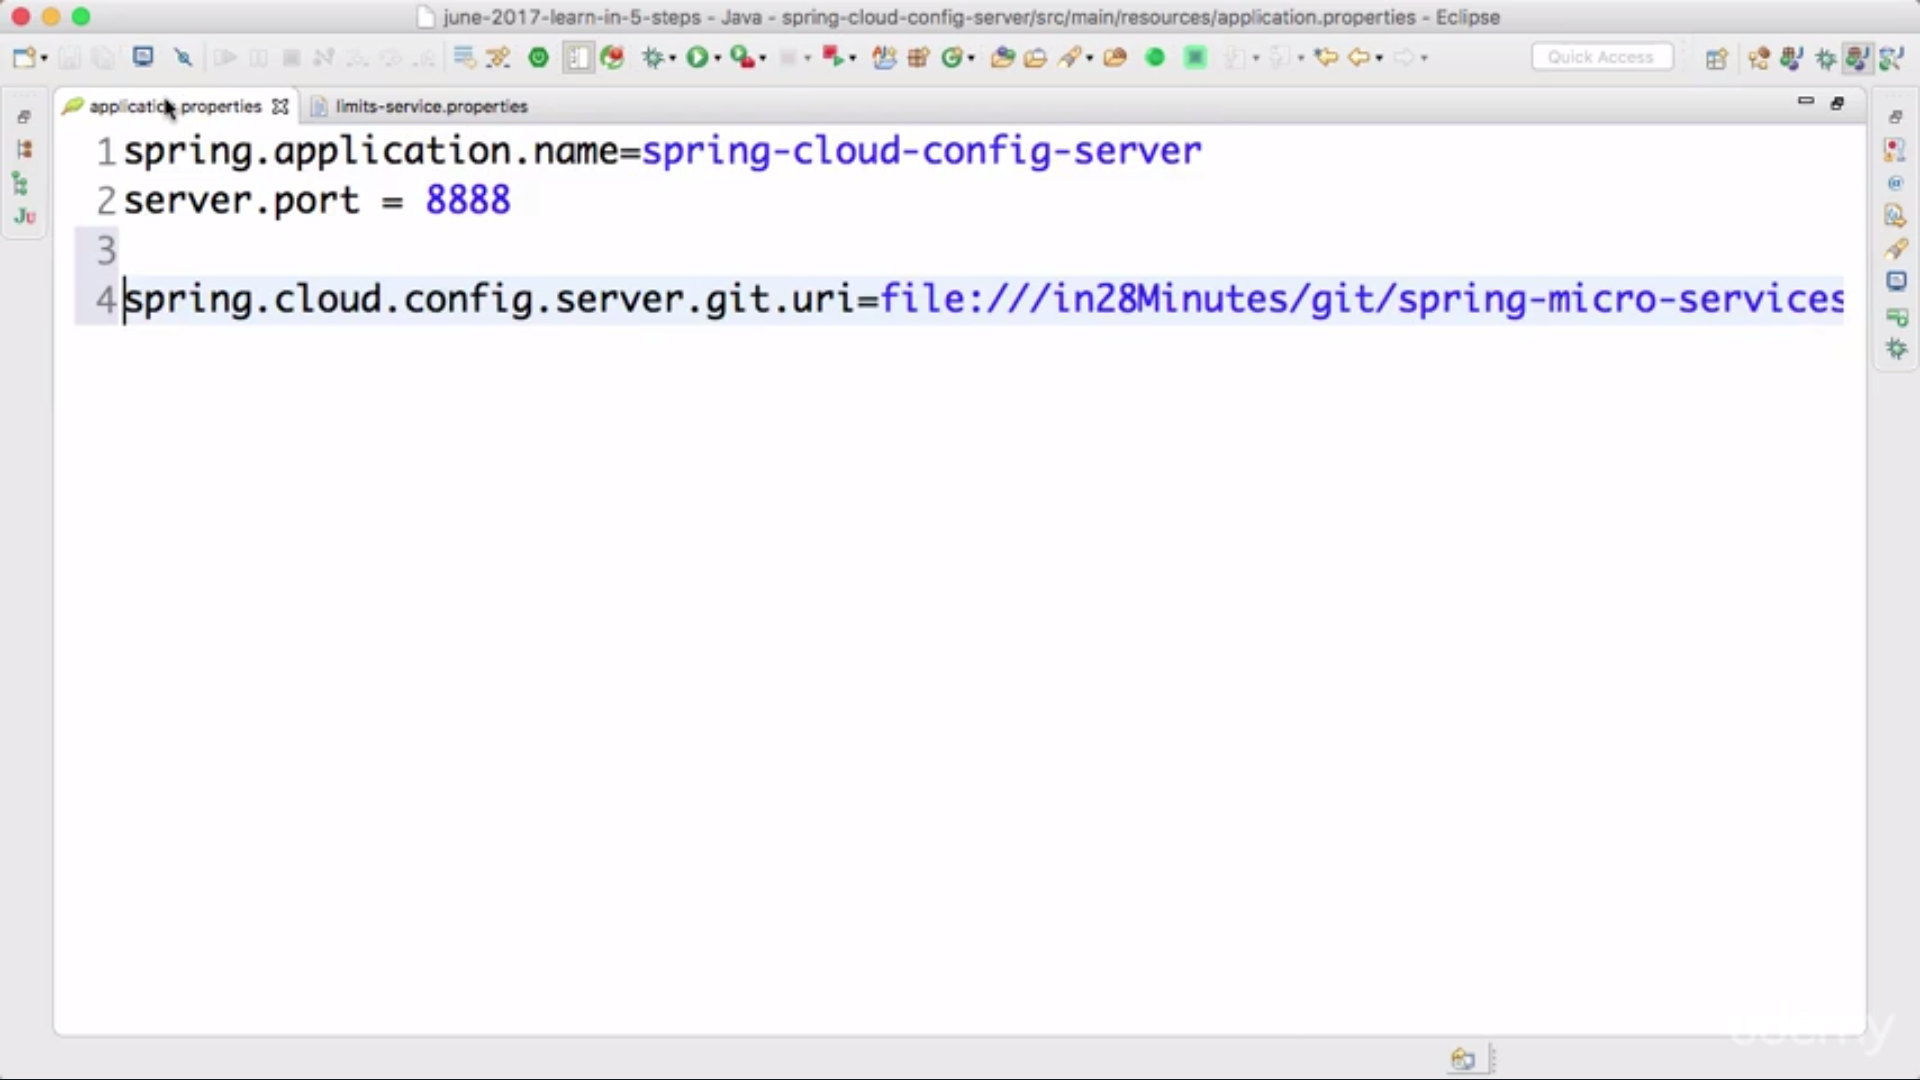 june-2017-learn-in-5-steps - Java - spring-cloud-config-server/src/main/resources/application.properties - Eclipse
Quick Access
application.properties
limits-service.properties
1 spring.application.name=spring-cloud-config-server
2 server.port = 8888
3
4 spring.cloud.config.server.git.uri=file:///in28Minutes/git/spring-micro-services
Ju
udemy